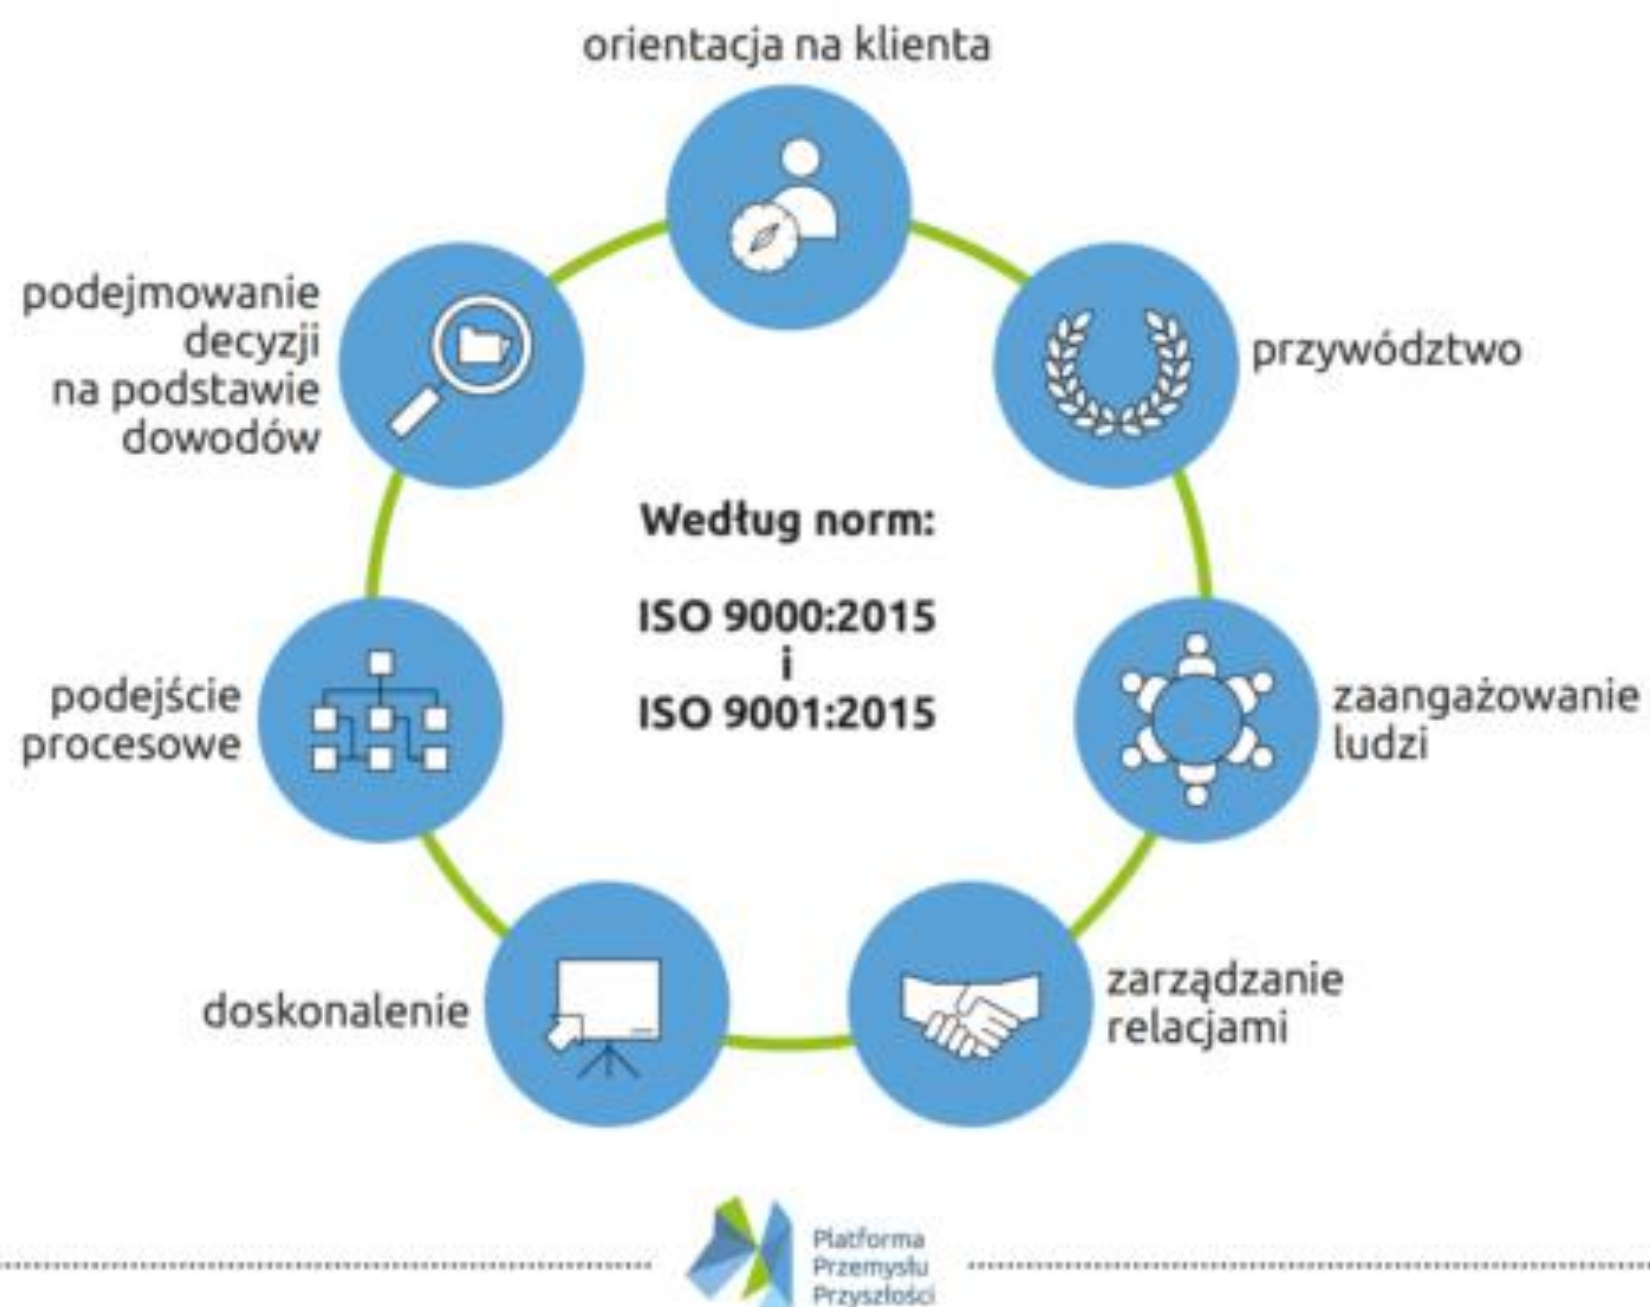 orientacja na klienta
podejmowanie
decyzji
na podstawie
dowodów
przywództwo
Według norm:
ISO 9000:2015
i
ISO 9001:2015
podejście
procesowe
zaangażowanie
ludzi
doskonalenie
zarządzanie
relacjami
Platforma
Przemysłu
Przyszłości